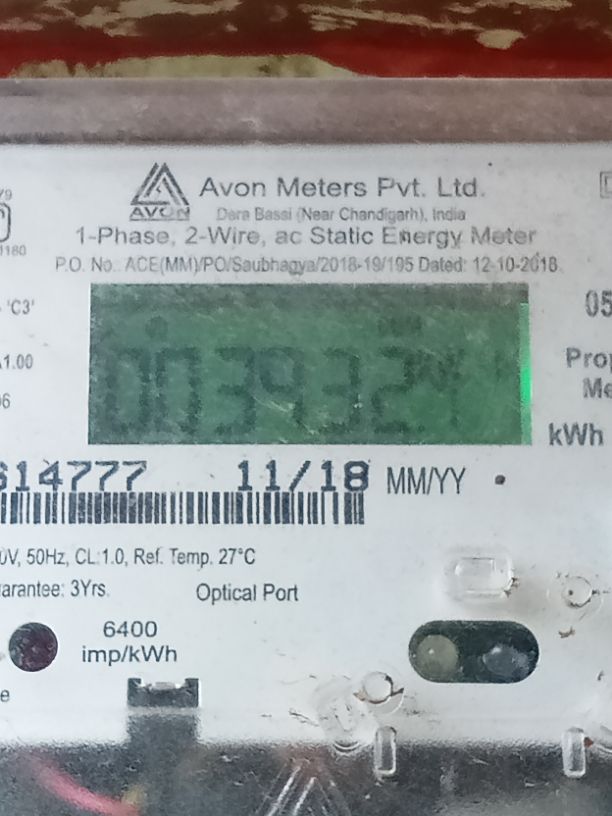 Avon Meters Pvt. Ltd.
AVON
Dera Bassi (Near Chandigarh), India
1-Phase, 2-Wire, ac Static Energy Meter
P.O. No. ACE(MM)/PO/Saubhagya/2018-19/195 Dated: 12-10-2018
'C3'
05
1.00
kWh
614777 11/18 MM/YY
0V, 50Hz, CL:1.0, Ref. Temp. 27°C
arantee: 3Yrs.
Optical Port
6400
imp/kWh